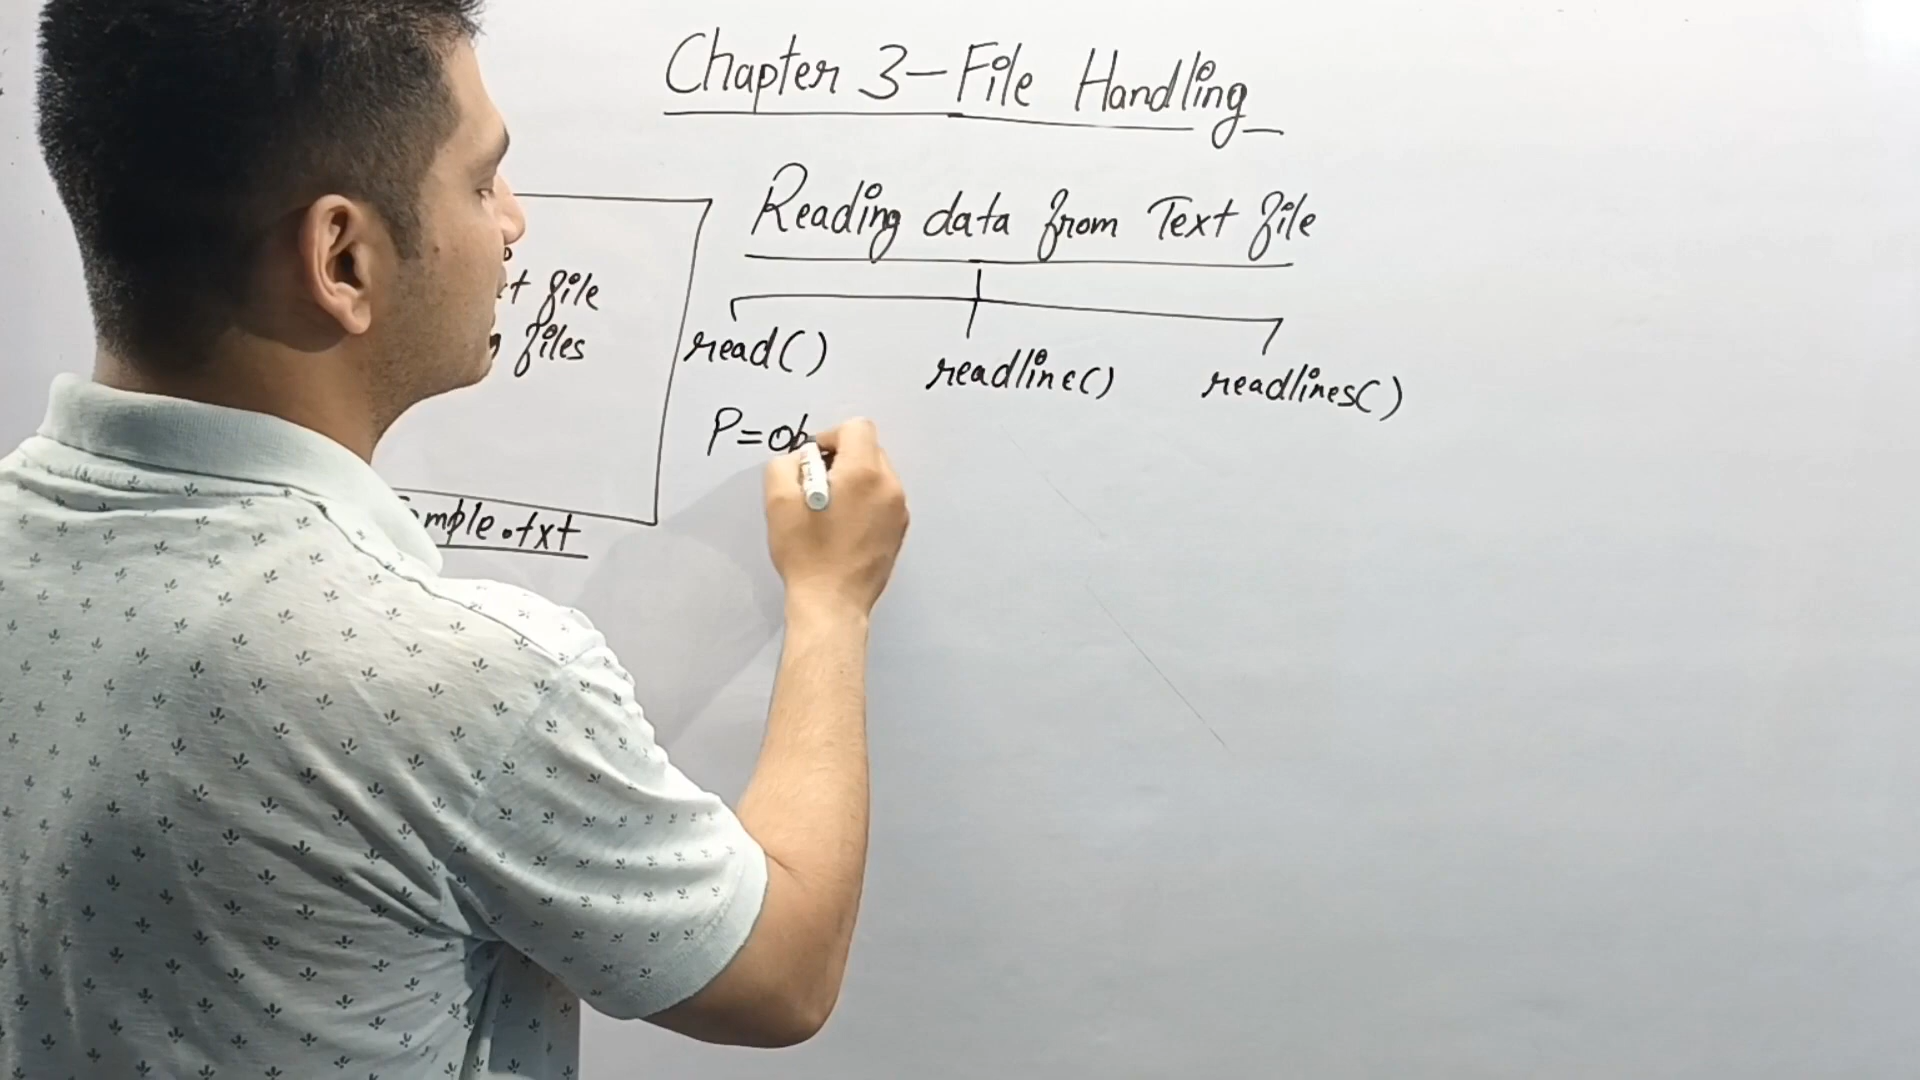 Chapter 3-File Handling
Reading data from Text file
file
files
read()
readline()
readlines()
P=ob
mple.txt